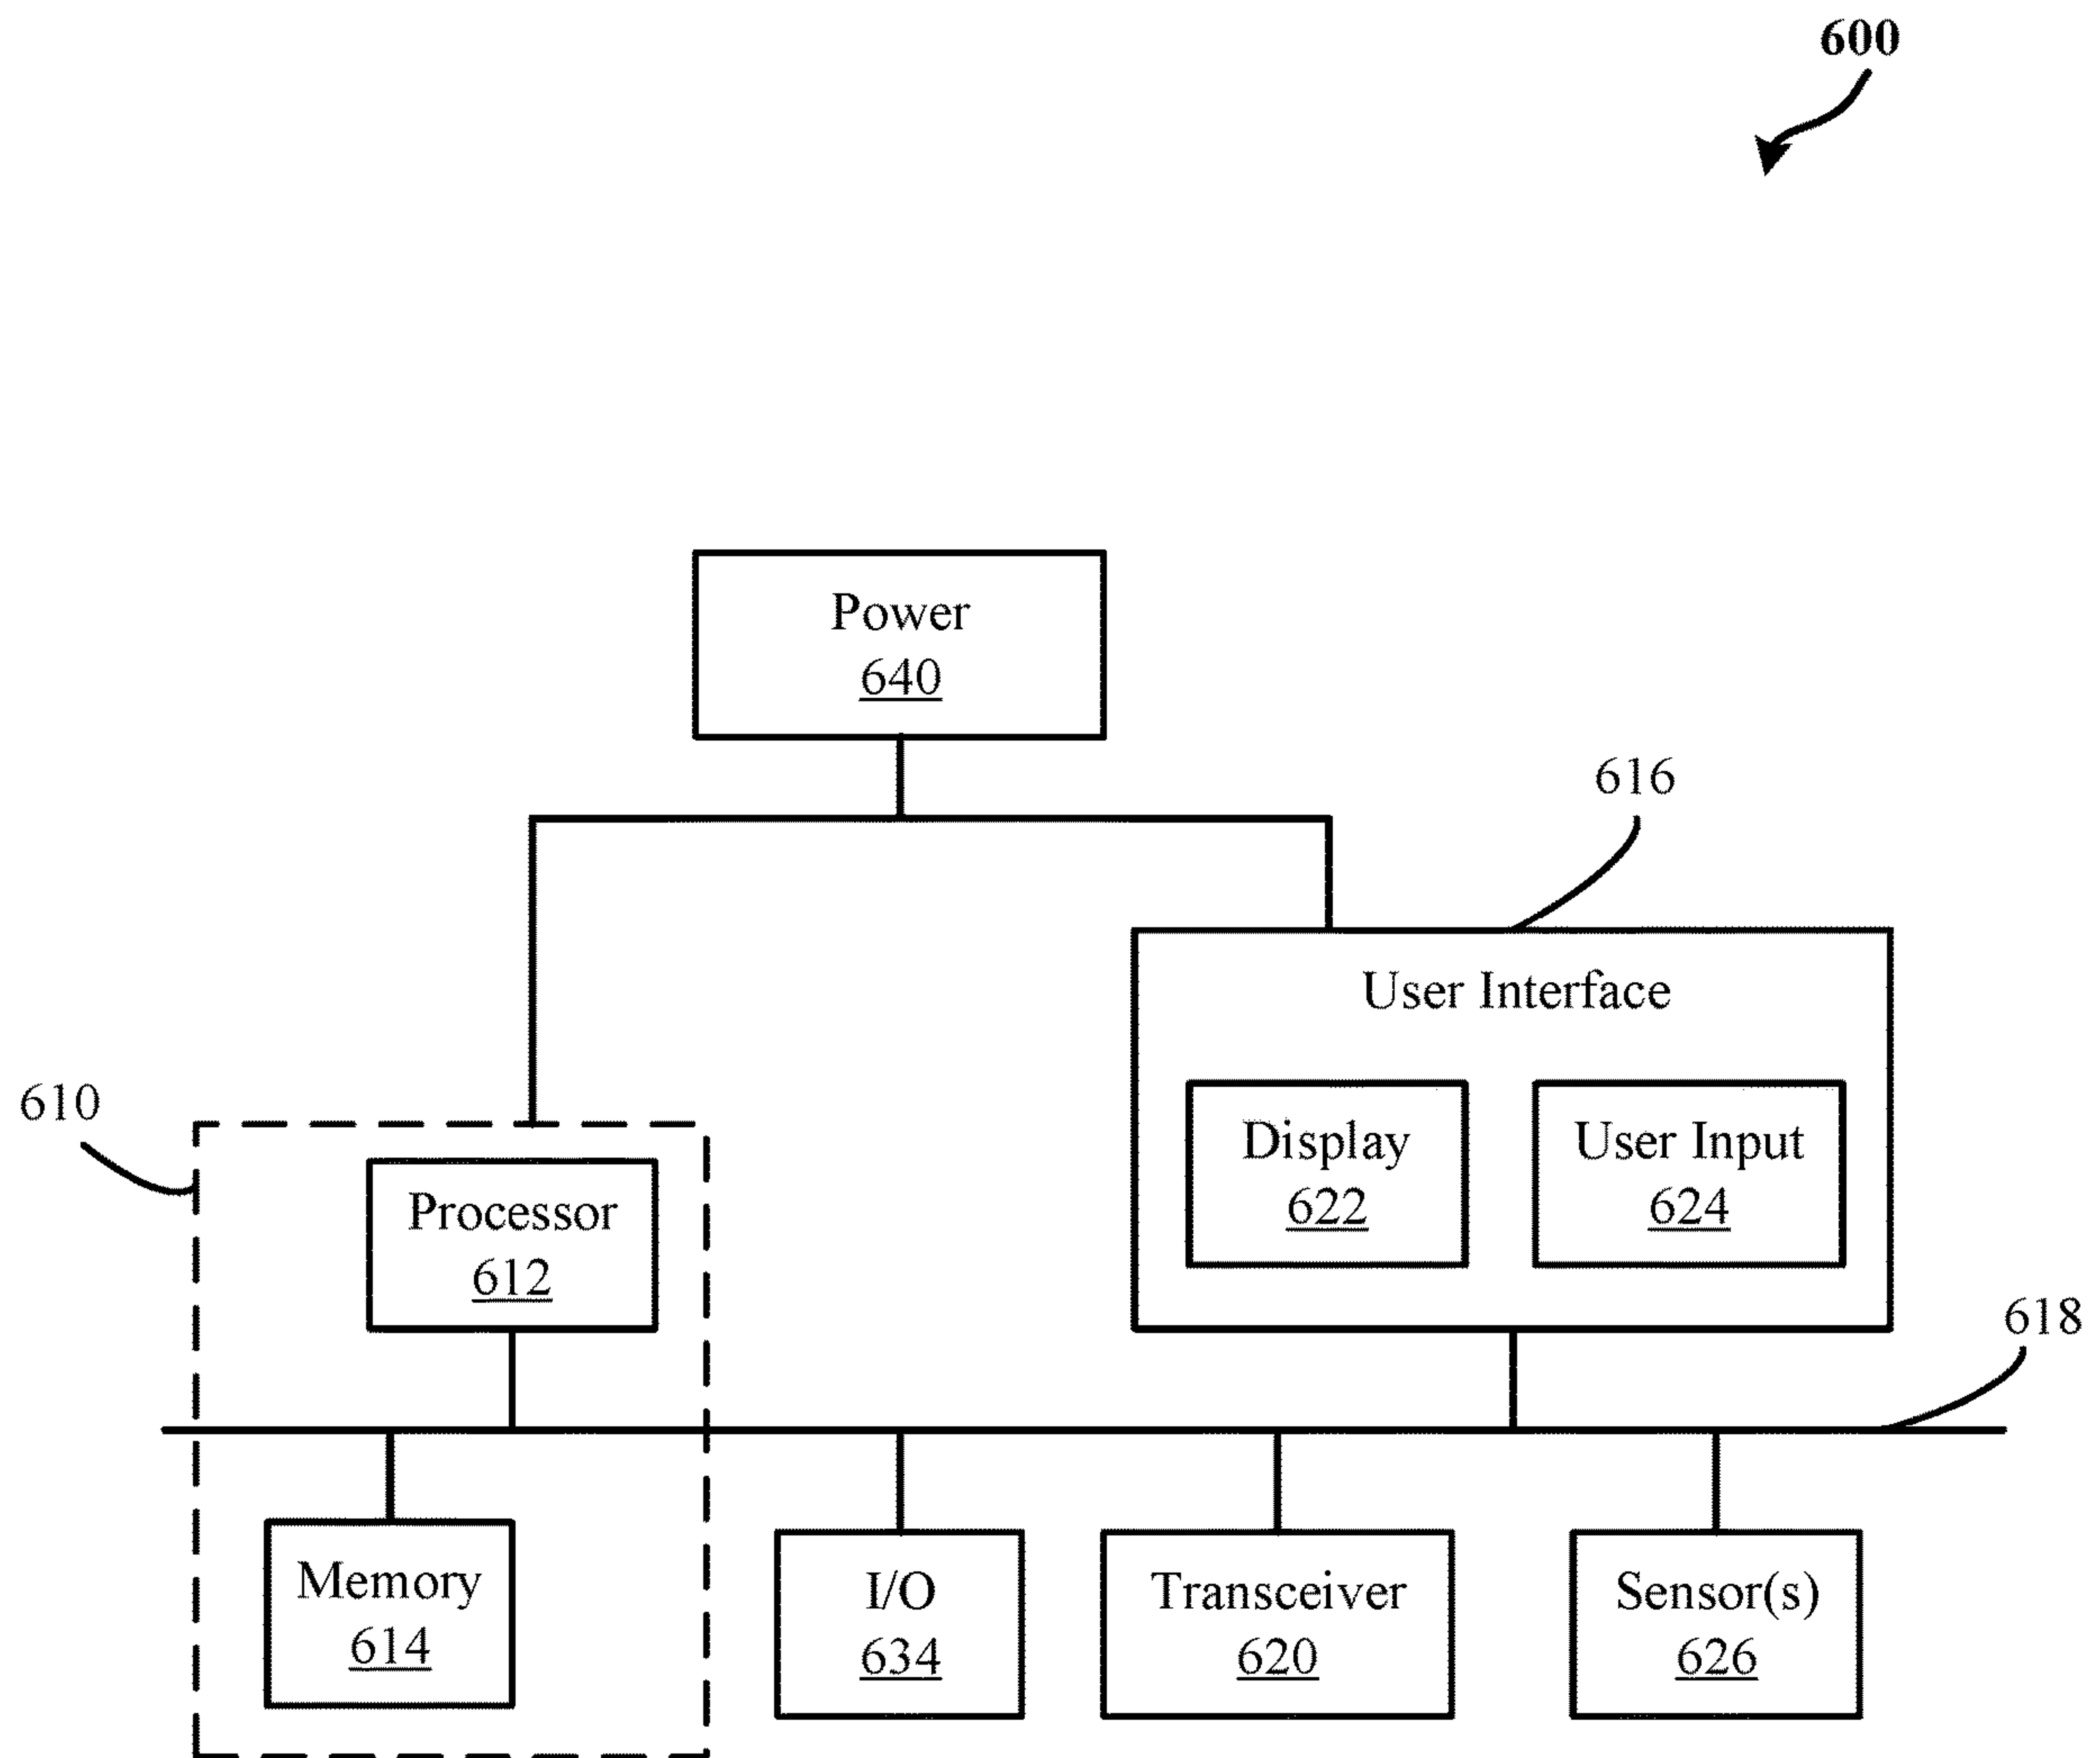 600
Power
640
616
User Interface
610
Display
622
User Input
624
Processor
612
618
Memory
614
I/O
634
Transceiver
620
Sensor(s)
626